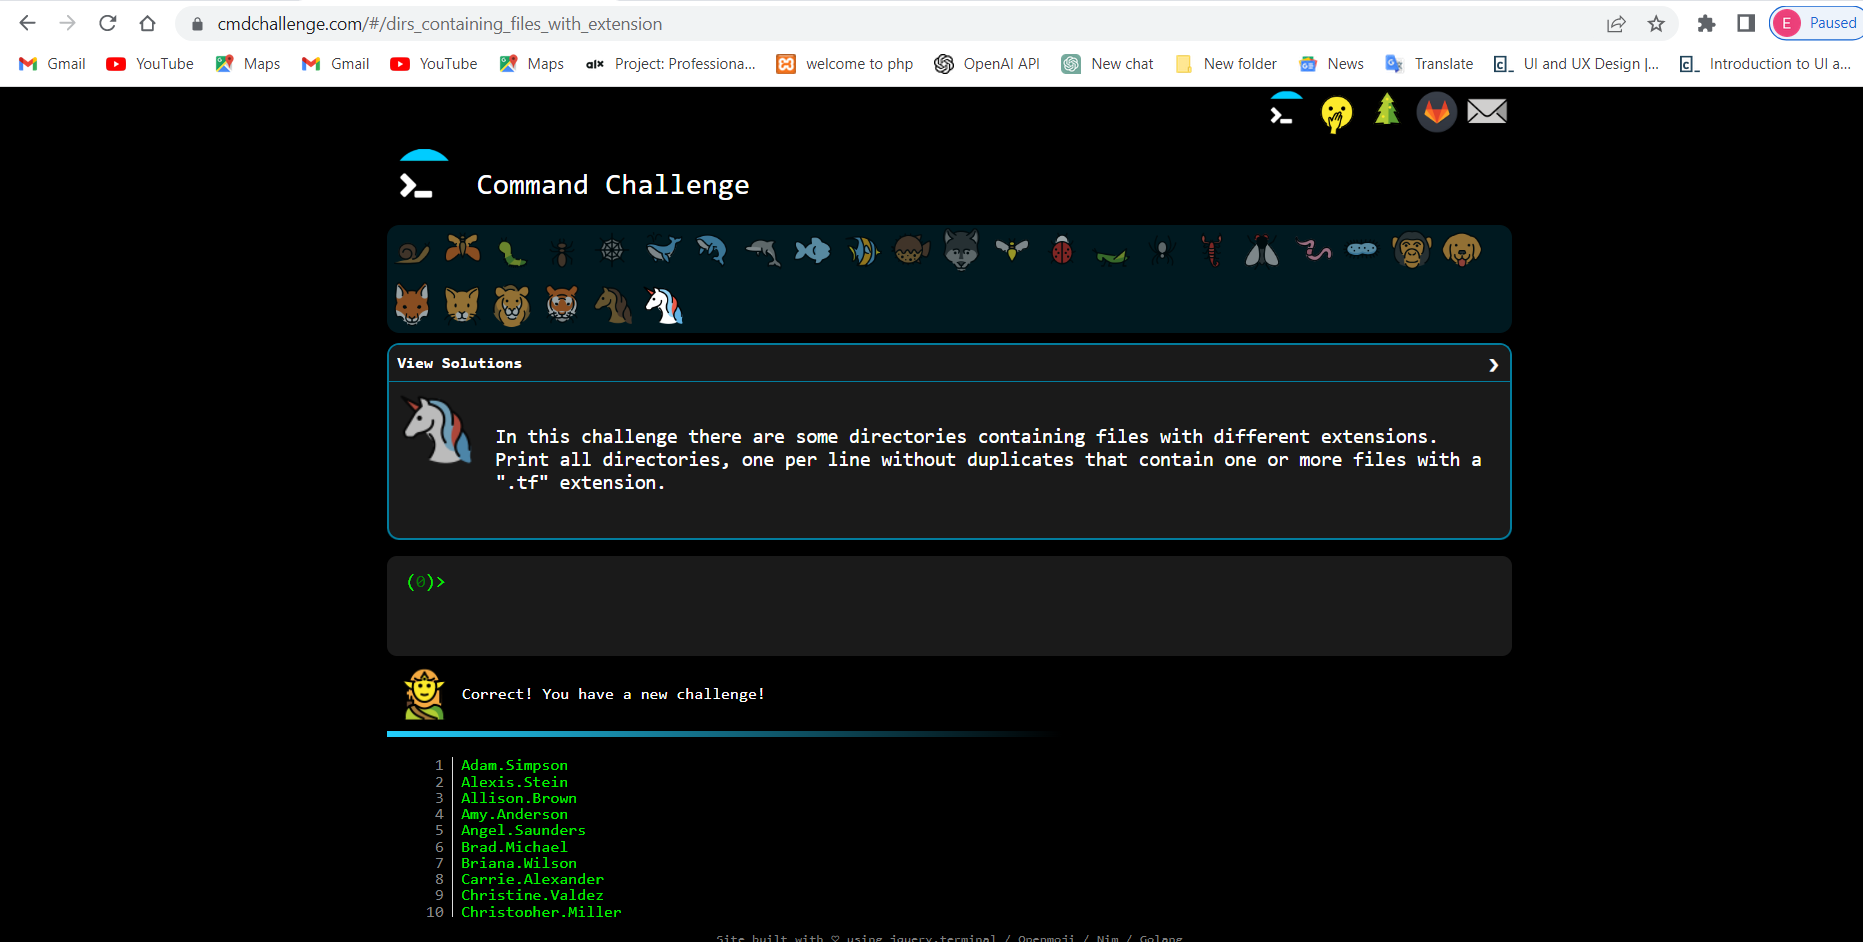 cmdchallenge.com/#/dirs_containing_files_with_extension
E Paused
Gmail YouTube Maps Gmail YouTube Maps alx Project: Professiona... welcome to php OpenAI API New chat New folder News Translate UI and UX Design |... Introduction to UI a...
Command Challenge
View Solutions
In this challenge there are some directories containing files with different extensions.
Print all directories, one per line without duplicates that contain one or more files with a
".tf" extension.
(0)>
Correct! You have a new challenge!
1 Adam.Simpson
2 Alexis.Stein
3 Allison.Brown
4 Amy.Anderson
5 Angel.Saunders
6 Brad.Michael
7 Briana.Wilson
8 Carrie.Alexander
9 Christine.Valdez
10 Christopher.Miller
Site built with ♡ using jquery.terminal / Openmoji / Nim / Golang